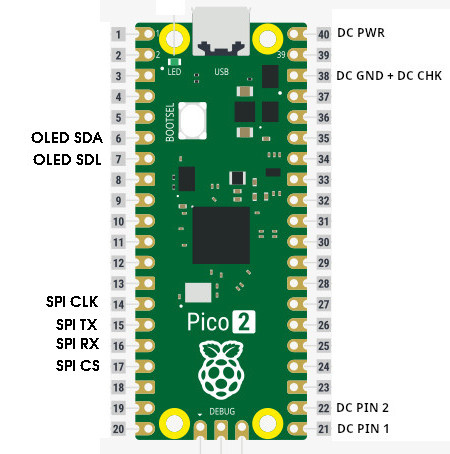 1 1 40 DC PWR
2 2 39 39
LED USB
3 38 DC GND + DC CHK
4 37
5 BOOTSEL 36
OLED SDA 6 35
OLED SDL 7 34
8 33
9 32
10 31
11 30
12 29
13 28
SPI CLK 14 27
SPI TX 15 Pico 2 26
SPI RX 16 25
SPI CS 17 24
18 23
19 DEBUG 22 DC PIN 2
20 21 DC PIN 1